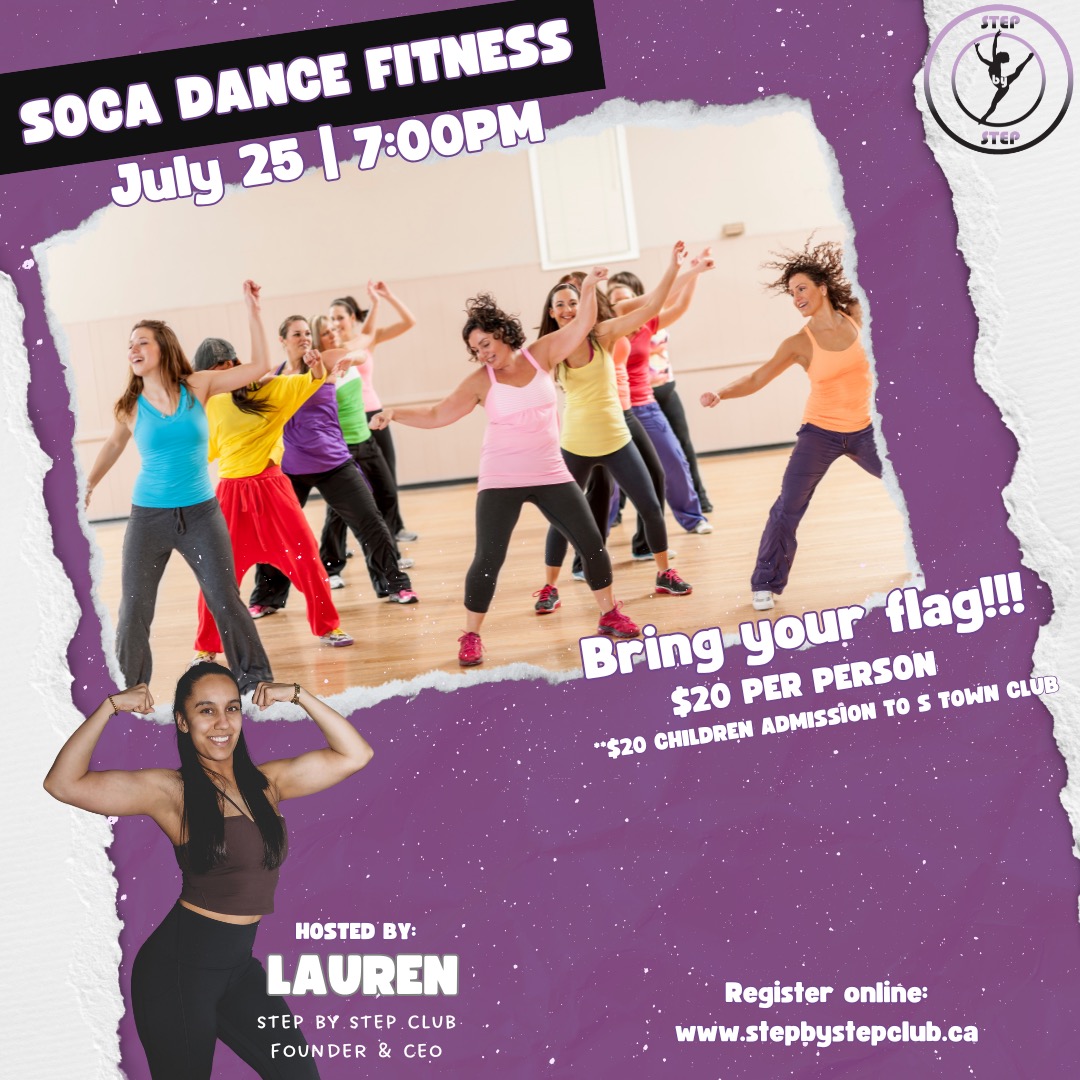 SOCA DANCE FITNESS
July 25 | 7:00PM
STEP
by
STEP
Bring your flag!!!
$20 PER PERSON
**$20 CHILDREN ADMISSION TO S TOWN CLUB
HOSTED BY:
LAUREN
STEP BY STEP CLUB
FOUNDER & CEO
Register online:
www.stepbystepclub.ca